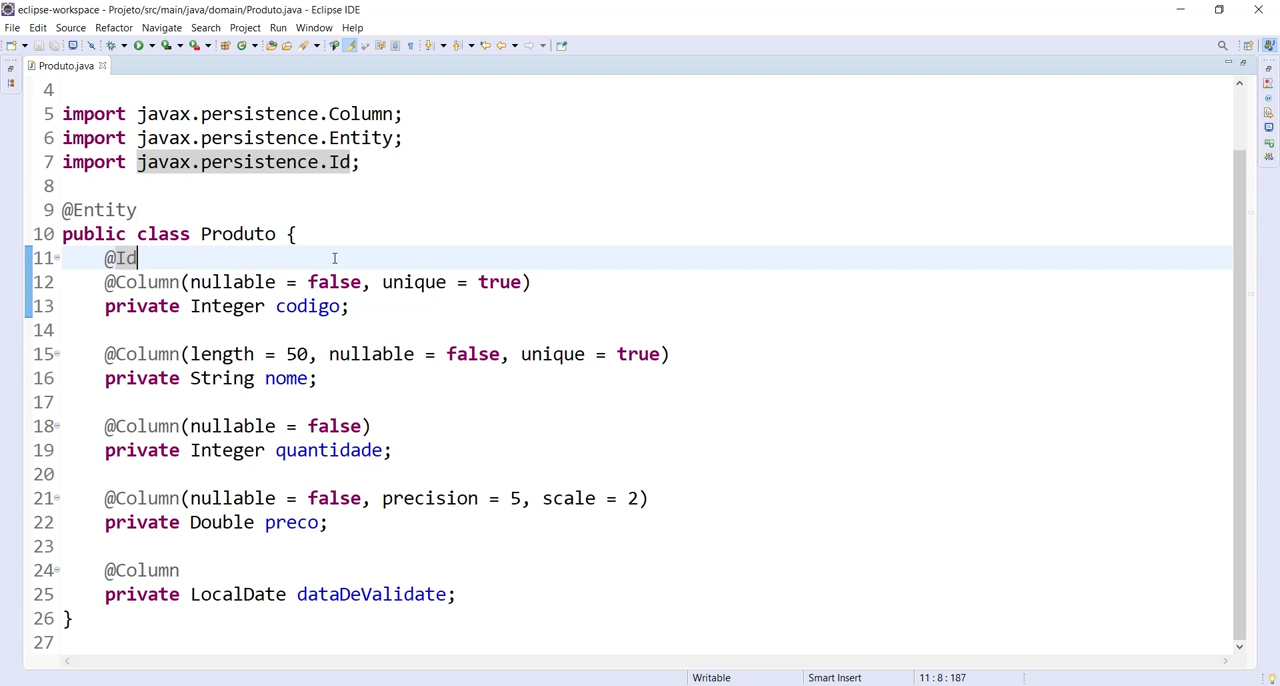 eclipse-workspace - Projeto/src/main/java/domain/Produto.java - Eclipse IDE
File Edit Source Refactor Navigate Search Project Run Window Help
Produto.java
4
5 import javax.persistence.Column;
6 import javax.persistence.Entity;
7 import javax.persistence.Id;
8
9 @Entity
10 public class Produto {
11 @Id
12 @Column(nullable = false, unique = true)
13 private Integer codigo;
14
15 @Column(length = 50, nullable = false, unique = true)
16 private String nome;
17
18 @Column(nullable = false)
19 private Integer quantidade;
20
21 @Column(nullable = false, precision = 5, scale = 2)
22 private Double preco;
23
24 @Column
25 private LocalDate dataDeValidate;
26 }
27
Writable Smart Insert 11 : 8 : 187